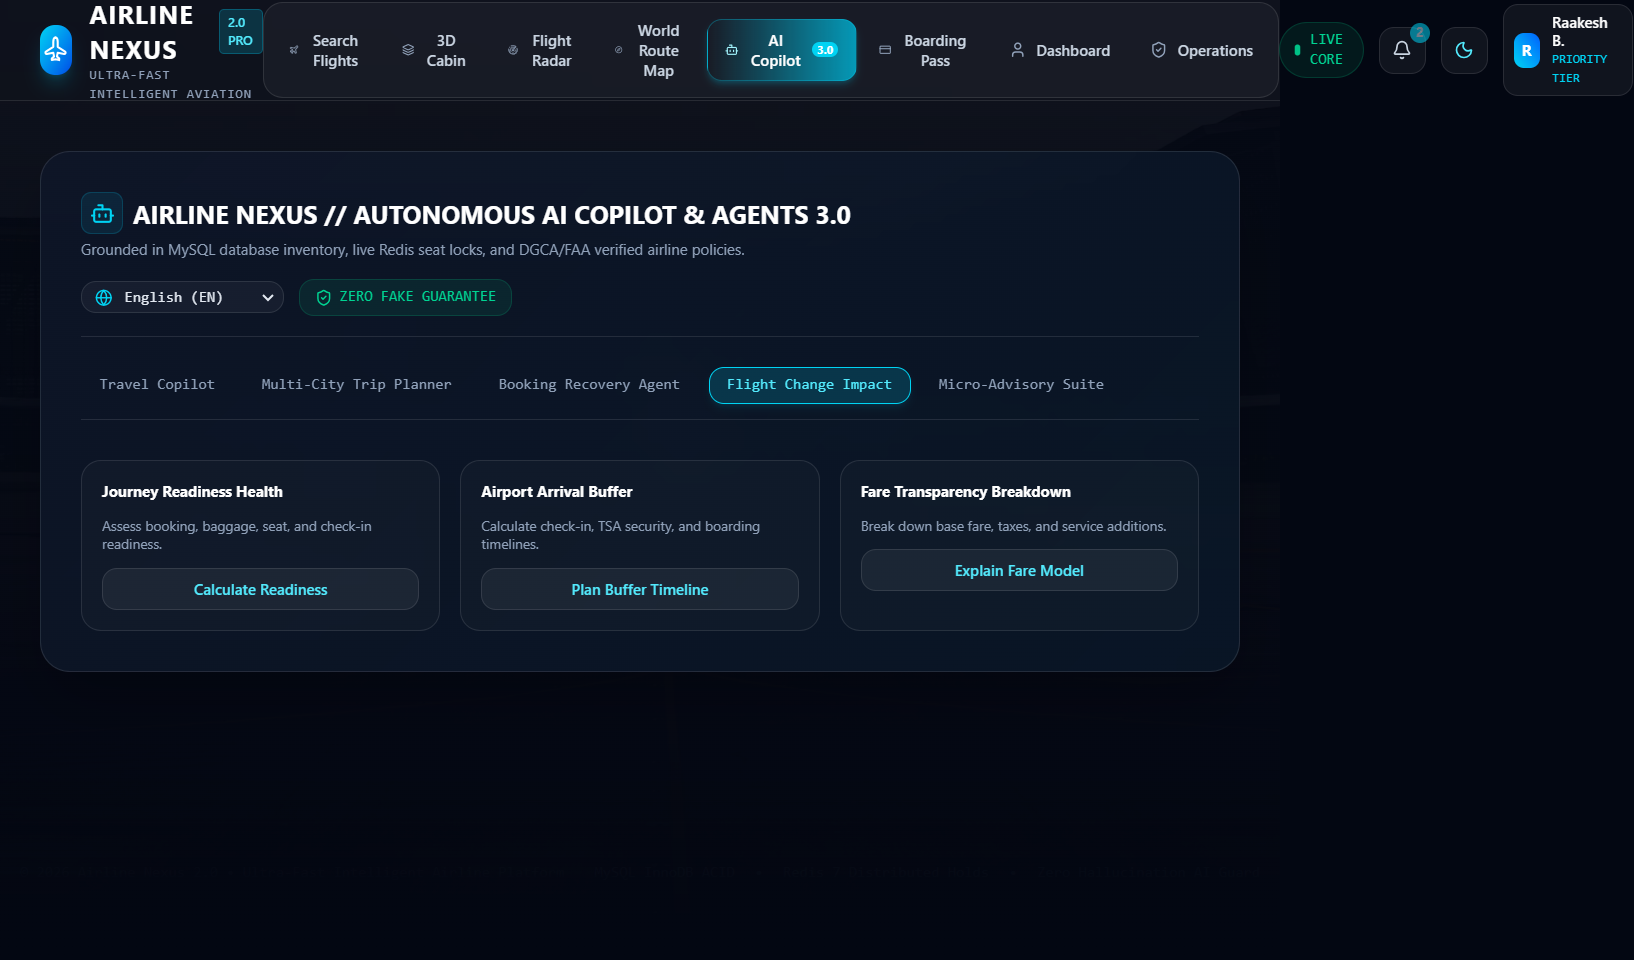 AIRLINE
NEXUS
2.0
PRO
ULTRA-FAST
INTELLIGENT AVIATION
Search
Flights
3D
Cabin
Flight
Radar
World
Route
Map
AI
Copilot
3.0
Boarding
Pass
Dashboard
Operations
LIVE
CORE
2
R
Raakesh
B.
PRIORITY
TIER
AIRLINE NEXUS // AUTONOMOUS AI COPILOT & AGENTS 3.0
Grounded in MySQL database inventory, live Redis seat locks, and DGCA/FAA verified airline policies.
English (EN)
ZERO FAKE GUARANTEE
Travel Copilot
Multi-City Trip Planner
Booking Recovery Agent
Flight Change Impact
Micro-Advisory Suite
Journey Readiness Health
Assess booking, baggage, seat, and check-in
readiness.
Calculate Readiness
Airport Arrival Buffer
Calculate check-in, TSA security, and boarding
timelines.
Plan Buffer Timeline
Fare Transparency Breakdown
Break down base fare, taxes, and service additions.
Explain Fare Model